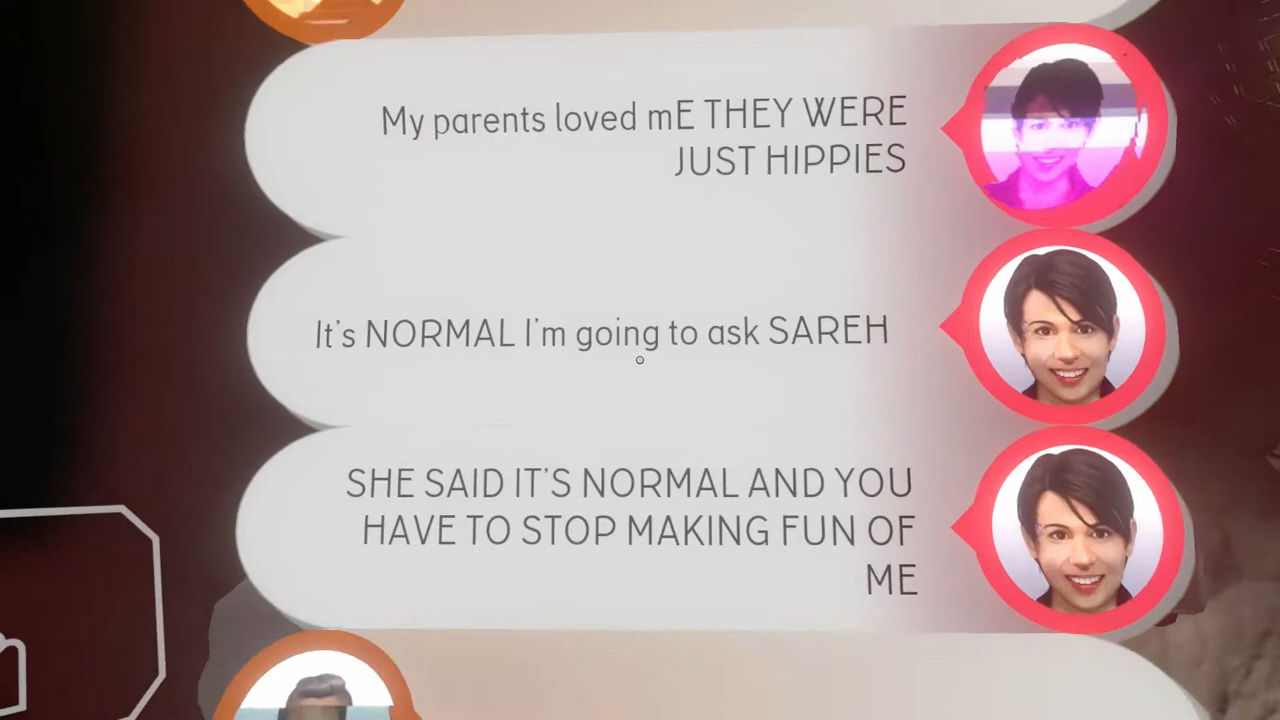 My parents loved mE THEY WERE
JUST HIPPIES
It's NORMAL I'm going to ask SAREH
SHE SAID IT'S NORMAL AND YOU
HAVE TO STOP MAKING FUN OF
ME